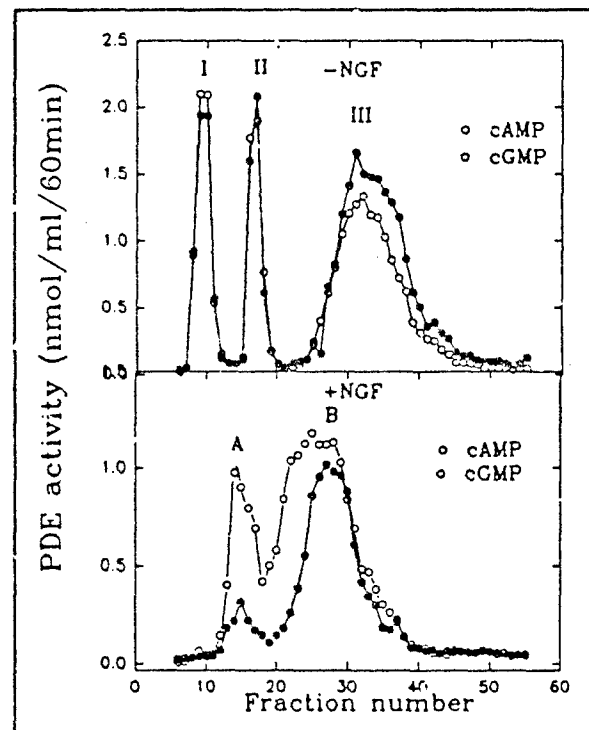 I II -NGF
III
cAMP
cGMP
2.5
2.0
1.5
1.0
0.5
+NGF
A B
cAMP
cGMP
1.0
0.5
0.0
0 10 20 30 40 50 60
PDE activity (nmol/ml/60min)
Fraction number